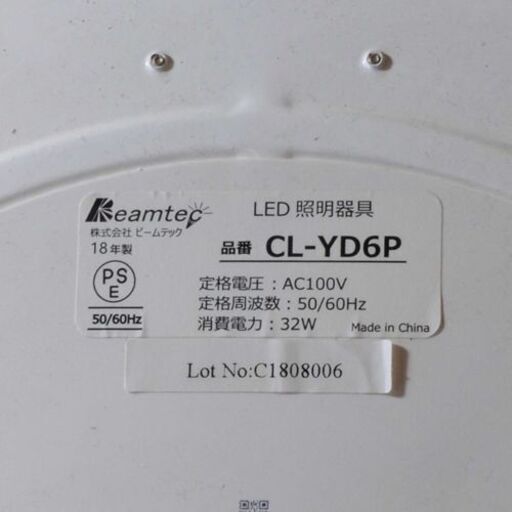 Beamtec
株式会社 ビームテック
18年製
LED 照明器具
品番 CL-YD6P
PS
E
50/60Hz
定格電圧：AC100V
定格周波数：50/60Hz
消費電力：32W
Made in China
Lot No:C1808006